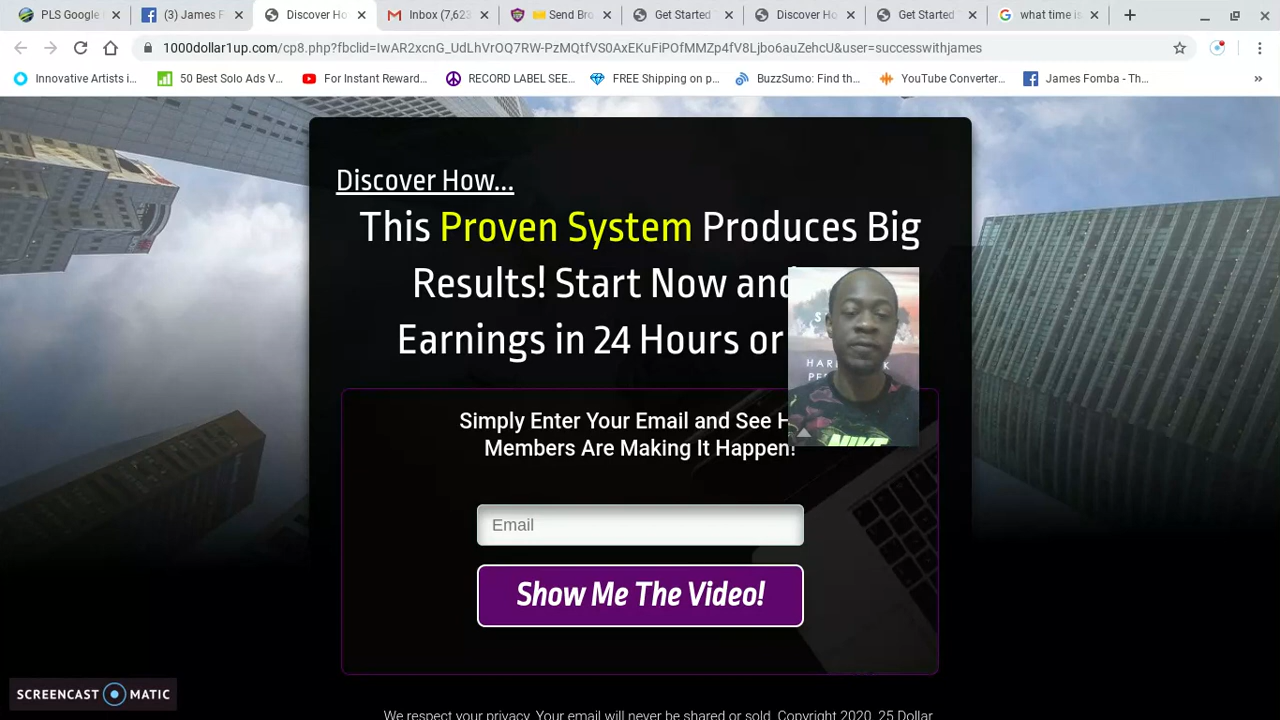 PLS Google
(3) James F
Discover Ho
Inbox (7,623
Send Bro
Get Started
Discover Ho
Get Started
what time is
1000dollar1up.com/cp8.php?fbclid=IwAR2xcnG_UdLhVrOQ7RW-PzMQtfVS0AxEKuFiPOfMMZp4fV8Ljbo6auZehcU&user=successwithjames
Innovative Artists i...
50 Best Solo Ads V...
For Instant Reward...
RECORD LABEL SEE...
FREE Shipping on p...
BuzzSumo: Find th...
YouTube Converter...
James Fomba - Th...
Discover How...
This Proven System Produces Big
Results! Start Now and
Earnings in 24 Hours or
Simply Enter Your Email and See H
Members Are Making It Happen!
Email
Show Me The Video!
SCREENCAST MATIC
We respect your privacy. Your email will never be shared or sold. Copyright 2020. 25 Dollar
NIKE